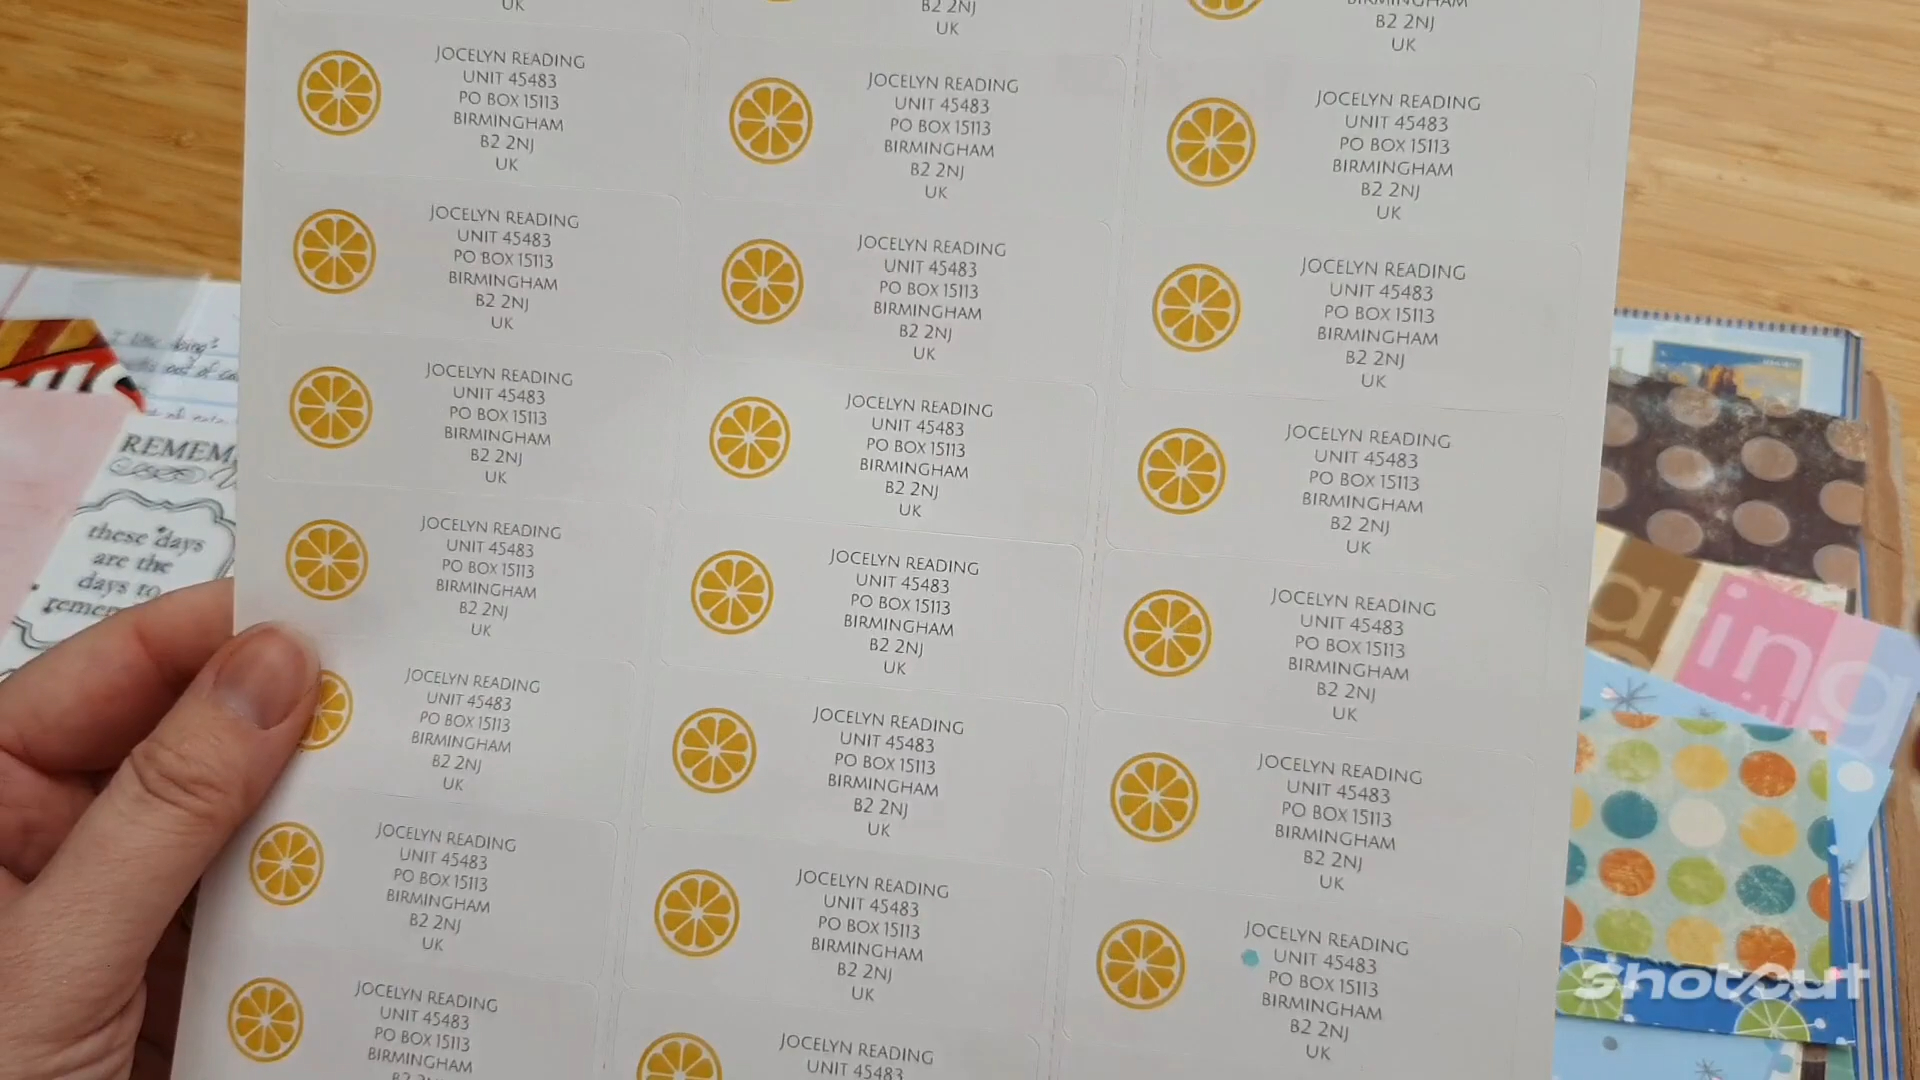 UK
B2 2NJ
UK
BIRMINGHAM
B2 2NJ
UK
JOCELYN READING
UNIT 45483
PO BOX 15113
BIRMINGHAM
B2 2NJ
UK
JOCELYN READING
UNIT 45483
PO BOX 15113
BIRMINGHAM
B2 2NJ
UK
JOCELYN READING
UNIT 45483
PO BOX 15113
BIRMINGHAM
B2 2NJ
UK
JOCELYN READING
UNIT 45483
PO BOX 15113
BIRMINGHAM
B2 2NJ
UK
JOCELYN READING
UNIT 45483
PO BOX 15113
BIRMINGHAM
B2 2NJ
UK
JOCELYN READING
UNIT 45483
PO BOX 15113
BIRMINGHAM
B2 2NJ
UK
JOCELYN READING
UNIT 45483
PO BOX 15113
BIRMINGHAM
B2 2NJ
UK
JOCELYN READING
UNIT 45483
PO BOX 15113
BIRMINGHAM
B2 2NJ
UK
JOCELYN READING
UNIT 45483
PO BOX 15113
BIRMINGHAM
B2 2NJ
UK
JOCELYN READING
UNIT 45483
PO BOX 15113
BIRMINGHAM
B2 2NJ
UK
JOCELYN READING
UNIT 45483
PO BOX 15113
BIRMINGHAM
B2 2NJ
UK
JOCELYN READING
UNIT 45483
PO BOX 15113
BIRMINGHAM
B2 2NJ
UK
JOCELYN READING
UNIT 45483
PO BOX 15113
BIRMINGHAM
B2 2NJ
UK
JOCELYN READING
UNIT 45483
PO BOX 15113
BIRMINGHAM
B2 2NJ
UK
JOCELYN READING
UNIT 45483
PO BOX 15113
BIRMINGHAM
B2 2NJ
UK
JOCELYN READING
UNIT 45483
PO BOX 15113
BIRMINGHAM
B2 2NJ
UK
JOCELYN READING
UNIT 45483
PO BOX 15113
BIRMINGHAM
B2 2NJ
UK
JOCELYN READING
UNIT 45483
PO BOX 15113
BIRMINGHAM
B2 2NJ
UK
JOCELYN READING
UNIT 45483
PO BOX 15113
BIRMINGHAM
JOCELYN READING
UNIT 45483
REMEM
these days
are the
days to
remem
ing
Shotcut